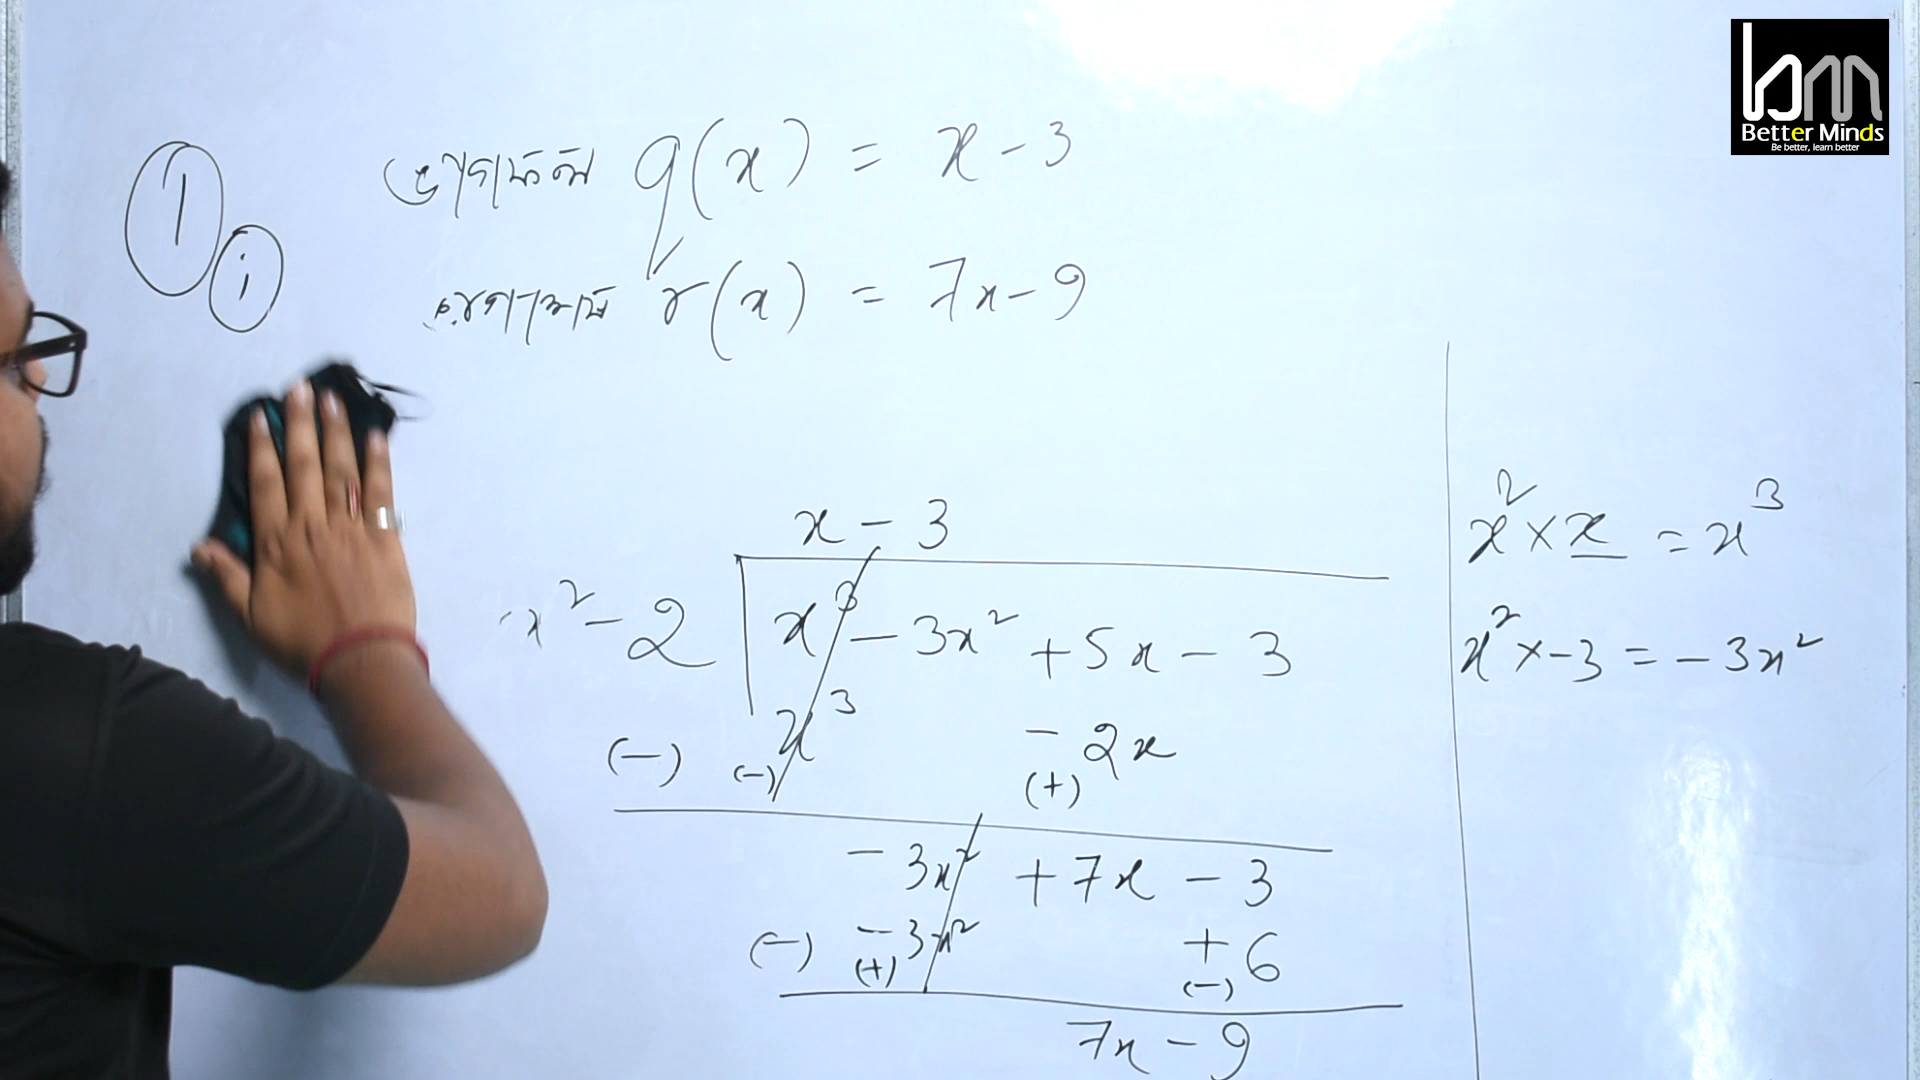 1
i
ভাগফল q(x) = x - 3
ভাগশেষ r(x) = 7x - 9
x - 3
x² - 2 x³ - 3x² + 5x - 3
(-) (-) x³ - 2x (+)
- 3x² + 7x - 3
(-) - 3x² (+) + 6 (-)
7x - 9
x² × x = x³
x² × -3 = -3x²
bm
Better Minds
Be better, learn better